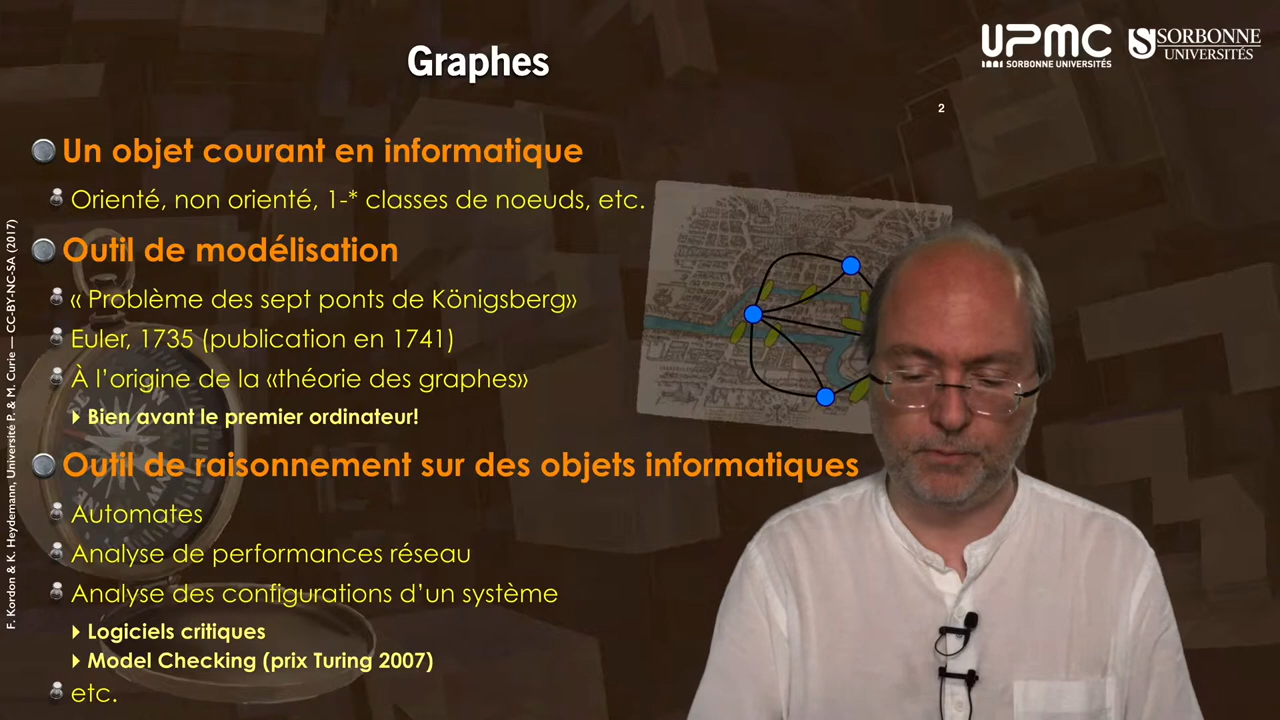 Graphes
UPMC
SORBONNE UNIVERSITÉS
SORBONNE
UNIVERSITÉS
2
Un objet courant en informatique
Orienté, non orienté, 1-* classes de noeuds, etc.
Outil de modélisation
« Problème des sept ponts de Königsberg»
Euler, 1735 (publication en 1741)
À l'origine de la «théorie des graphes»
Bien avant le premier ordinateur!
Outil de raisonnement sur des objets informatiques
Automates
Analyse de performances réseau
Analyse des configurations d'un système
Logiciels critiques
Model Checking (prix Turing 2007)
etc.
F. Kordon & K. Heydemann, Université P. & M. Curie — CC-BY-NC-SA (2017)